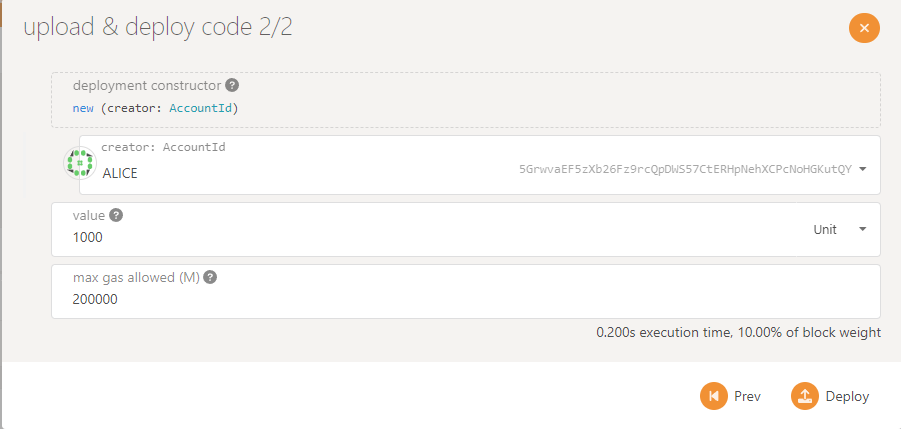 upload & deploy code 2/2
deployment constructor ?
new (creator: AccountId)
creator: AccountId
ALICE 5GrwvaEF5zXb26Fz9rcQpDWS57CtERHpNehXCPcNoHGKutQY
value ?
1000 Unit
max gas allowed (M) ?
200000
0.200s execution time, 10.00% of block weight
Prev Deploy